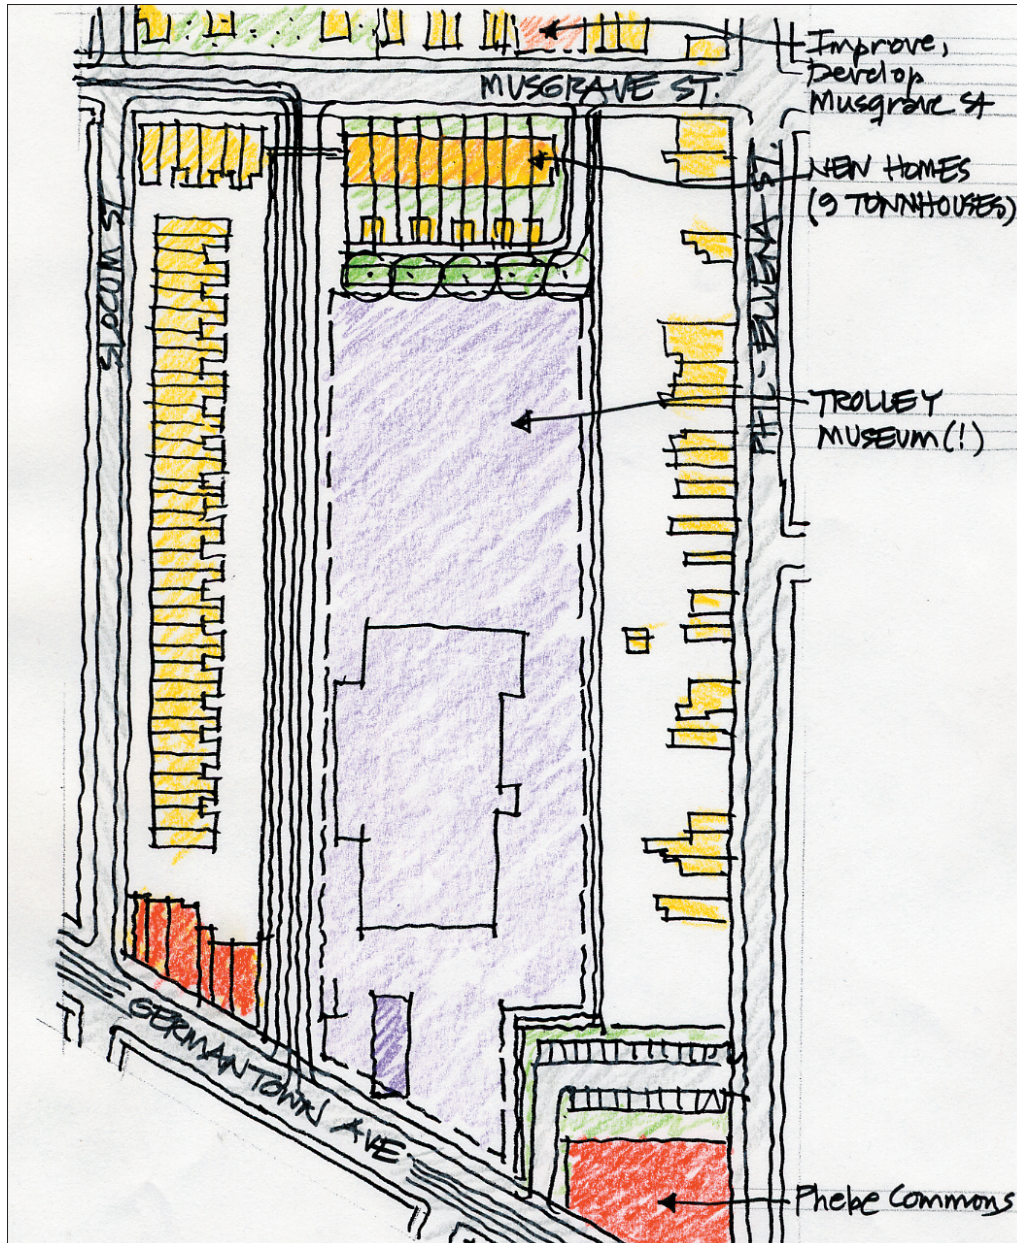 Improve,
Develop
Musgrave St
MUSGRAVE ST.
NEW HOMES
(9 TOWNHOUSES)
SLOCUM ST
PHIL-ELLENA ST.
TROLLEY
MUSEUM (!)
GERMANTOWN AVE.
Phebe Commons